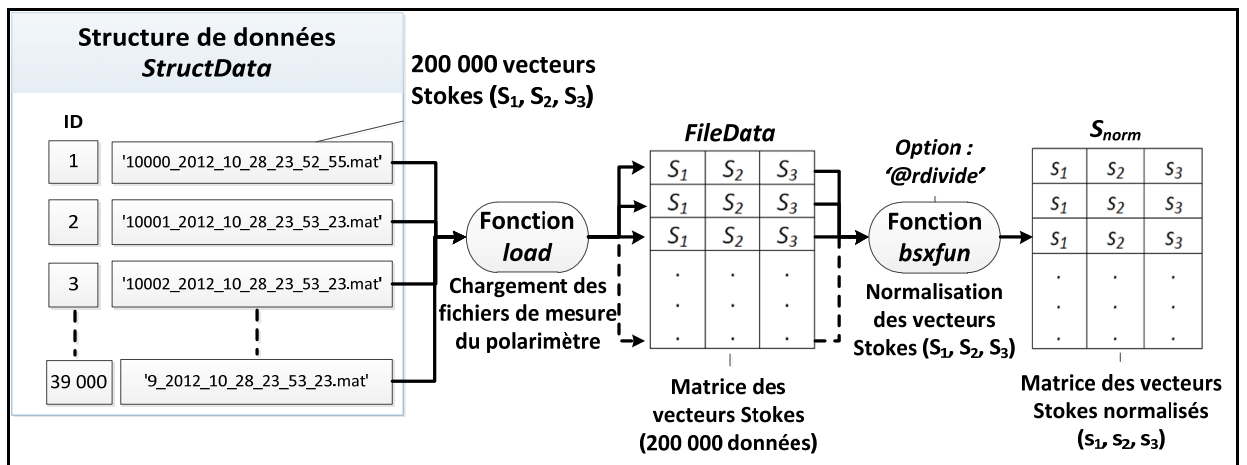 Structure de données
StructData
200 000 vecteurs
Stokes (S1, S2, S3)
ID
1
'10000_2012_10_28_23_52_55.mat'
2
'10001_2012_10_28_23_53_23.mat'
3
'10002_2012_10_28_23_53_23.mat'
39 000
'9_2012_10_28_23_53_23.mat'
Fonction
load
Chargement des
fichiers de mesure
du polarimètre
FileData
S1 S2 S3
S1 S2 S3
S1 S2 S3
. . .
. . .
. . .
Matrice des
vecteurs Stokes
(200 000 données)
Option :
‘@rdivide’
Fonction
bsxfun
Normalisation
des vecteurs
Stokes (S1, S2, S3)
Snorm
s1 s2 s3
s1 s2 s3
s1 s2 s3
. . .
. . .
. . .
Matrice des vecteurs
Stokes normalisés
(s1, s2, s3)